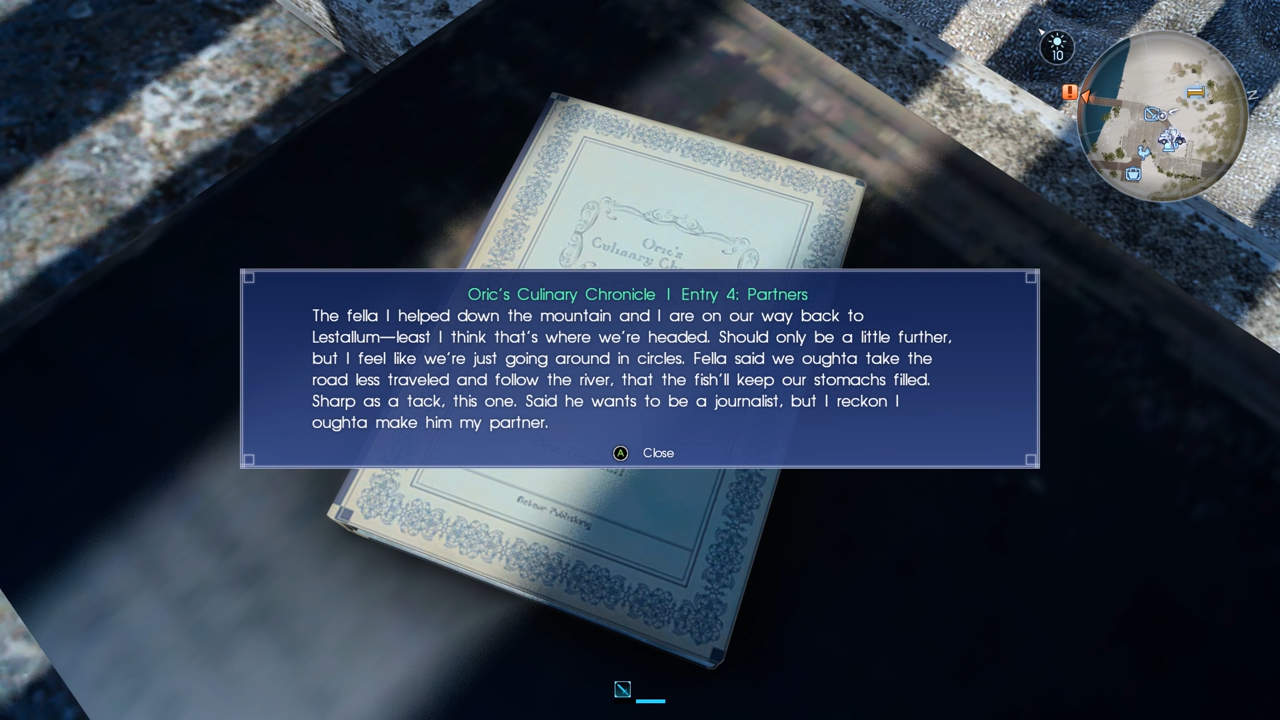 10
N
Oric's
Culinary Ch
Oric's Culinary Chronicle | Entry 4: Partners
The fella I helped down the mountain and I are on our way back to
Lestallum—least I think that's where we're headed. Should only be a little further,
but I feel like we're just going around in circles. Fella said we oughta take the
road less traveled and follow the river, that the fish'll keep our stomachs filled.
Sharp as a tack, this one. Said he wants to be a journalist, but I reckon I
oughta make him my partner.
A Close
Publishing